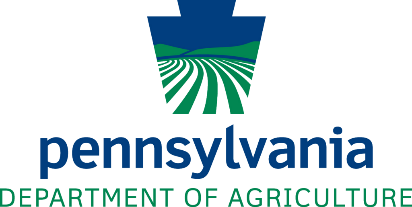 pennsylvania
DEPARTMENT OF AGRICULTURE